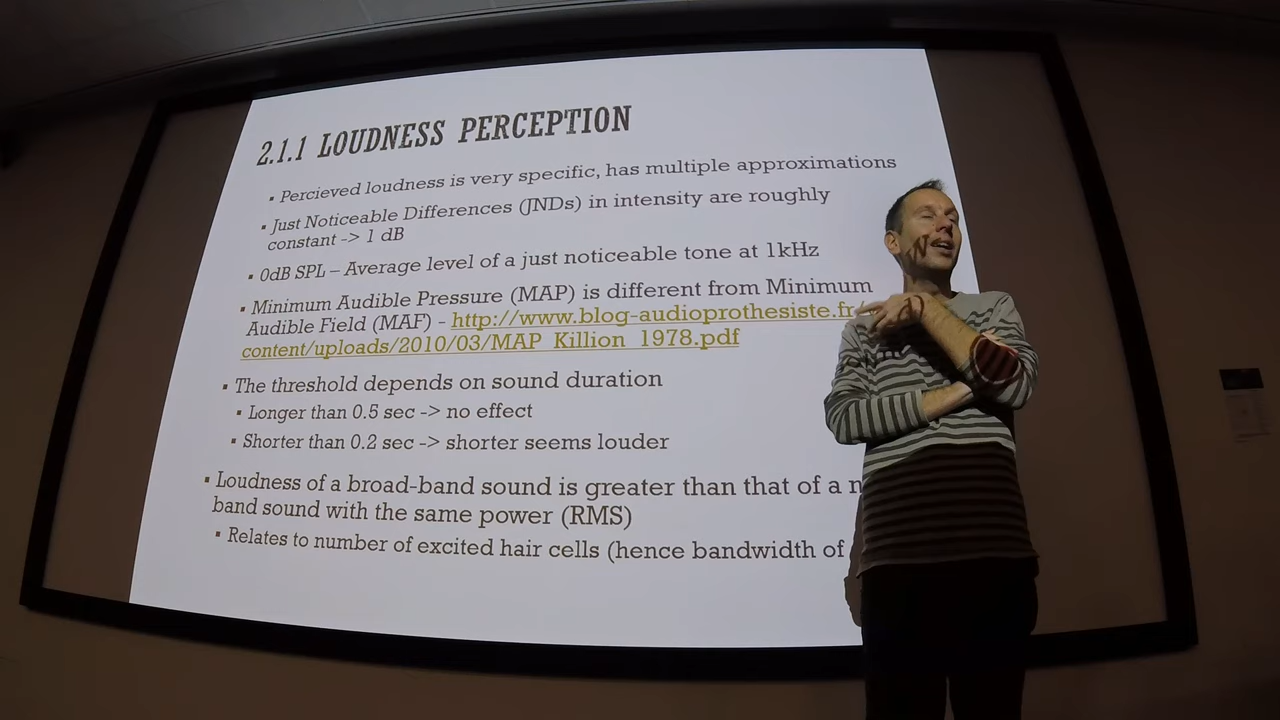 2.1.1 LOUDNESS PERCEPTION
▪ Percieved loudness is very specific, has multiple approximations
▪ Just Noticeable Differences (JNDs) in intensity are roughly
constant -> 1 dB
▪ 0dB SPL – Average level of a just noticeable tone at 1kHz
▪ Minimum Audible Pressure (MAP) is different from Minimum
Audible Field (MAF) - http://www.blog-audioprothesiste.fr/
content/uploads/2010/03/MAP_Killion_1978.pdf
▪ The threshold depends on sound duration
▪ Longer than 0.5 sec -> no effect
▪ Shorter than 0.2 sec -> shorter seems louder
▪ Loudness of a broad-band sound is greater than that of a
band sound with the same power (RMS)
▪ Relates to number of excited hair cells (hence bandwidth of